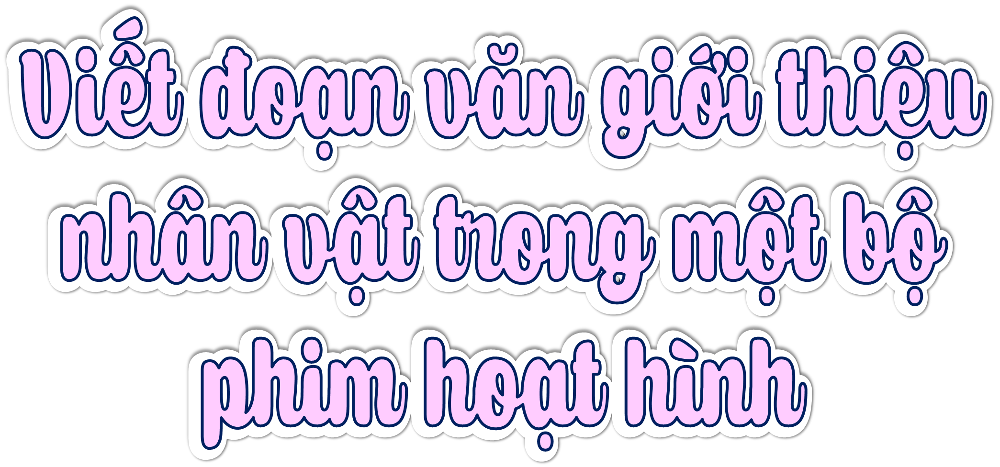 Viết đoạn văn giới thiệu
nhân vật trong một bộ
phim hoạt hình